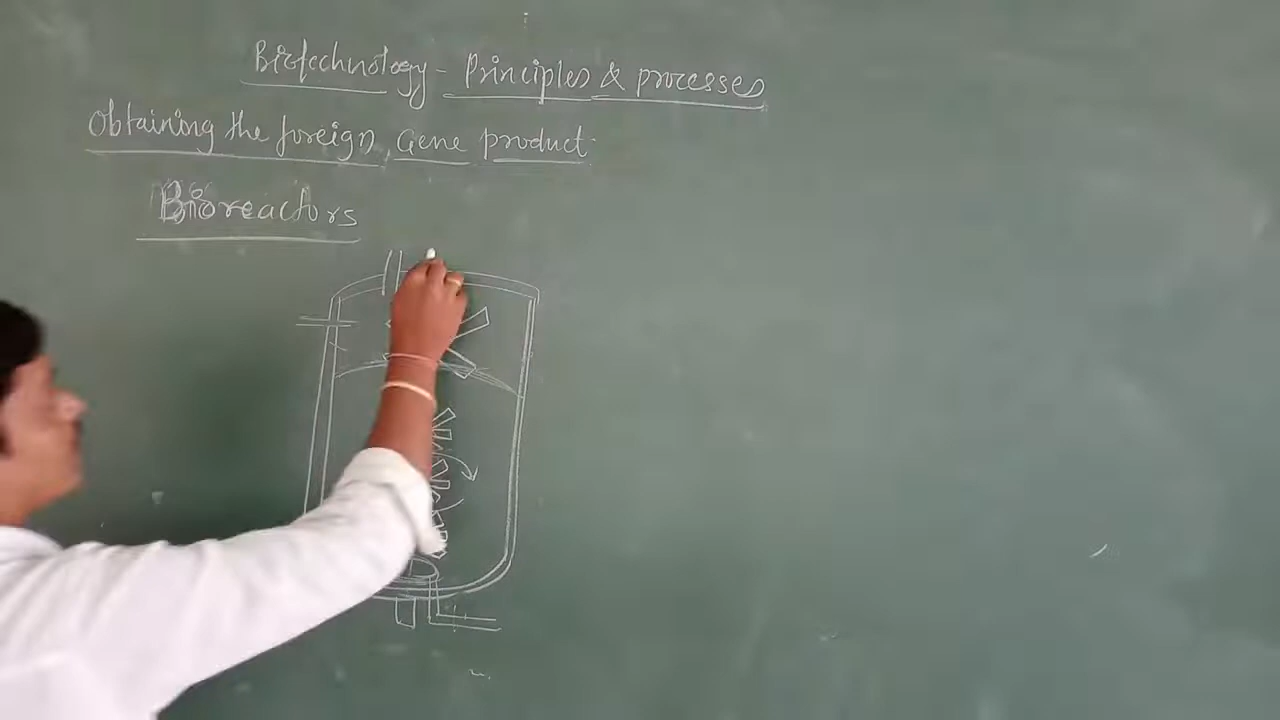 Biotechnology - Principles & processes
Obtaining the foreign Gene product
Bioreactors